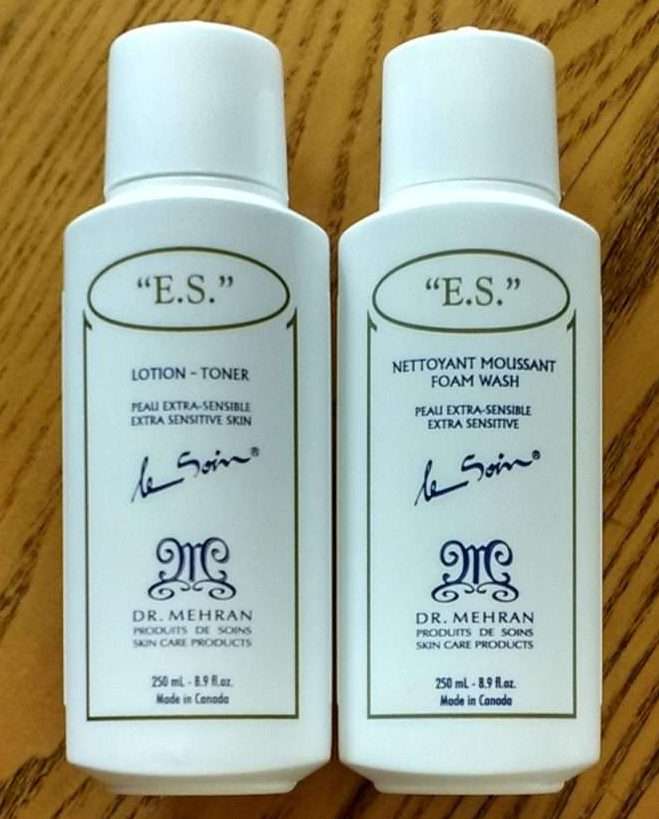 "E.S."
LOTION - TONER
PEAU EXTRA-SENSIBLE
EXTRA SENSITIVE SKIN
le Soin®
DR. MEHRAN
PRODUITS DE SOINS
SKIN CARE PRODUCTS
250 mL - 8.9 fl.oz.
Made in Canada
"E.S."
NETTOYANT MOUSSANT
FOAM WASH
PEAU EXTRA-SENSIBLE
EXTRA SENSITIVE
le Soin®
DR. MEHRAN
PRODUITS DE SOINS
SKIN CARE PRODUCTS
250 mL - 8.9 fl.oz.
Made in Canada